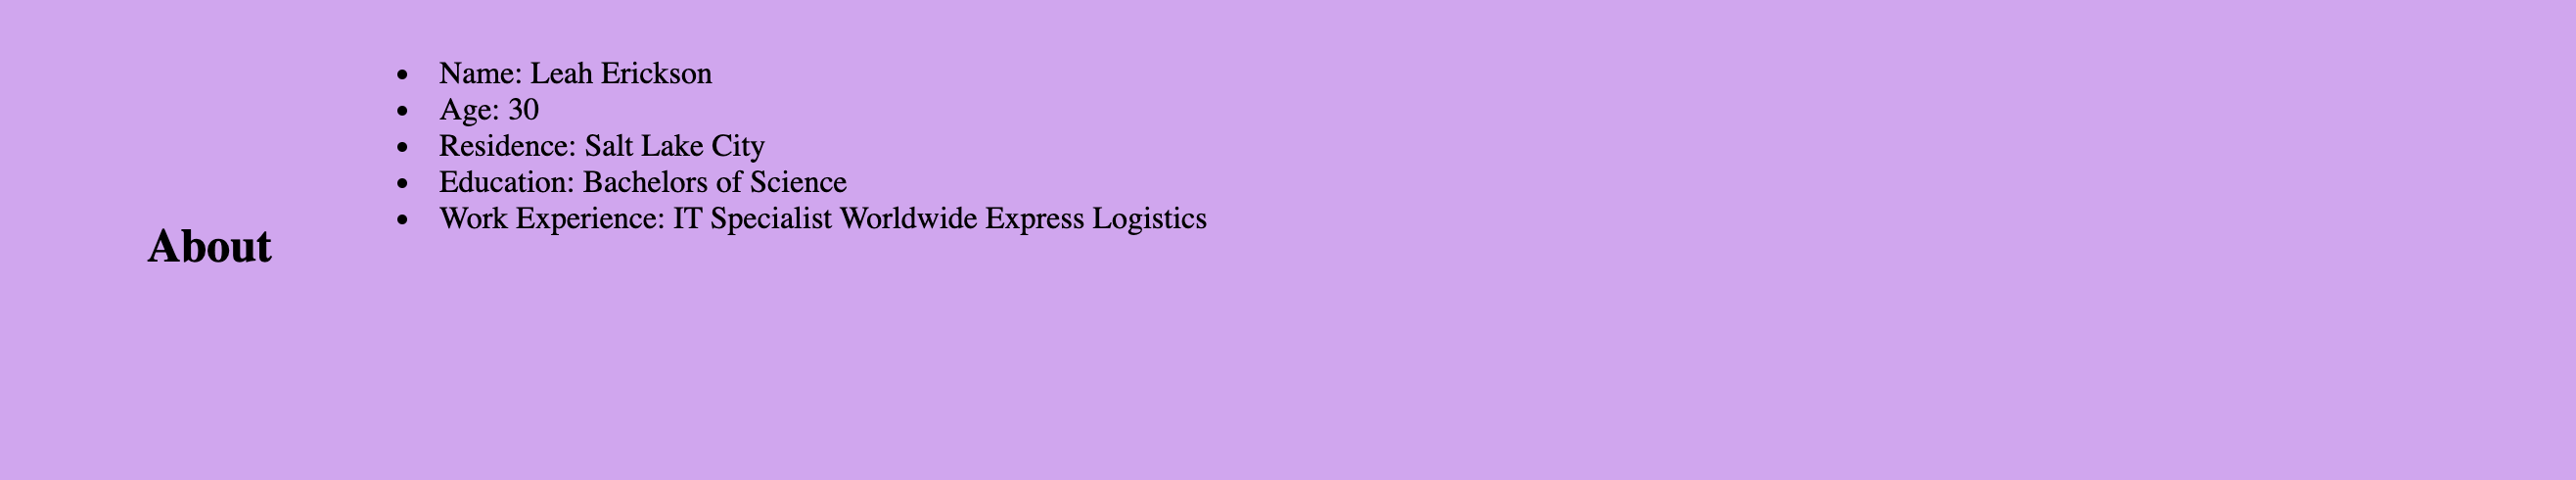 Name: Leah Erickson
Age: 30
Residence: Salt Lake City
Education: Bachelors of Science
Work Experience: IT Specialist Worldwide Express Logistics
About